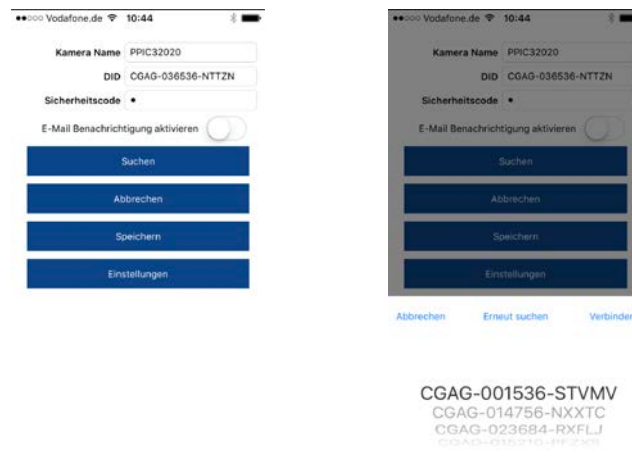 Vodafone.de 10:44
Kamera Name PPIC32020
DID CGAG-036536-NTTZN
Sicherheitscode •
E-Mail Benachrichtigung aktivieren
Suchen
Abbrechen
Speichern
Einstellungen
Vodafone.de 10:44
Kamera Name PPIC32020
DID CGAG-036536-NTTZN
Sicherheitscode •
E-Mail Benachrichtigung aktivieren
Suchen
Abbrechen
Speichern
Einstellungen
Abbrechen Erneut suchen Verbinden
CGAG-001536-STVMV
CGAG-014756-NXXTC
CGAG-023684-RXFLJ